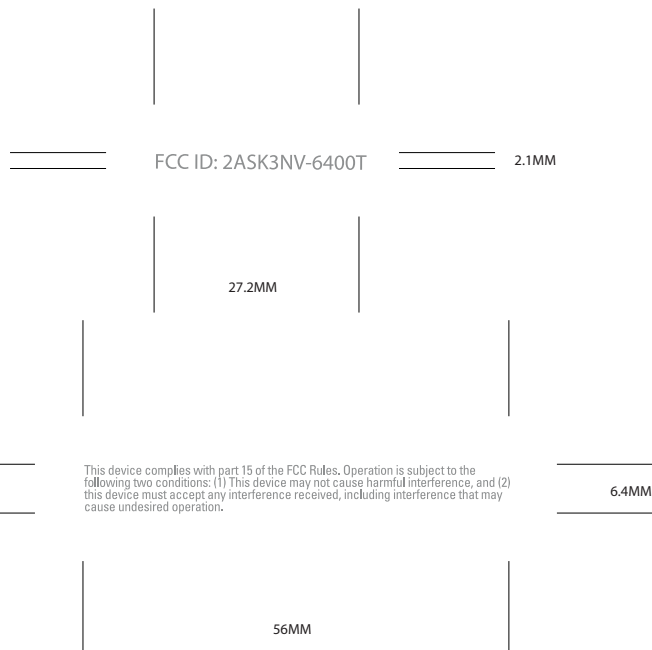 FCC ID: 2ASK3NV-6400T
2.1MM
27.2MM
This device complies with part 15 of the FCC Rules. Operation is subject to the
following two conditions: (1) This device may not cause harmful interference, and (2)
this device must accept any interference received, including interference that may
cause undesired operation.
6.4MM
56MM